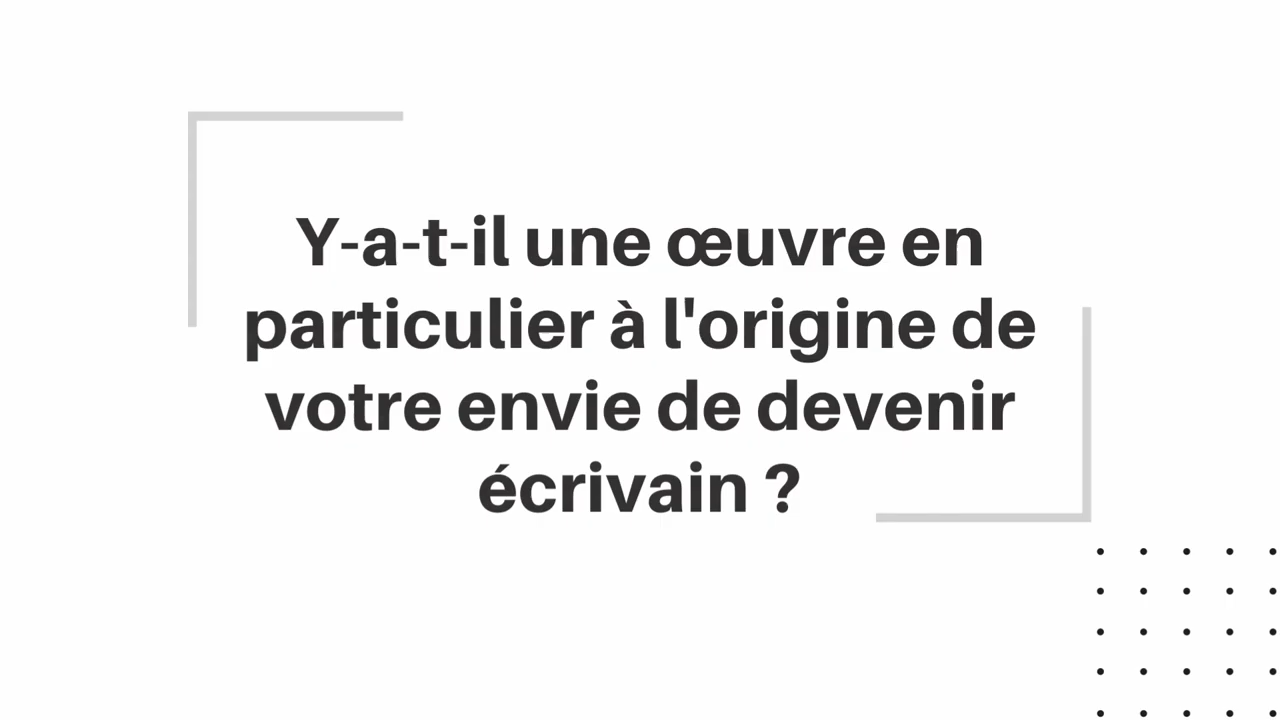 Y-a-t-il une œuvre en
particulier à l'origine de
votre envie de devenir
écrivain ?